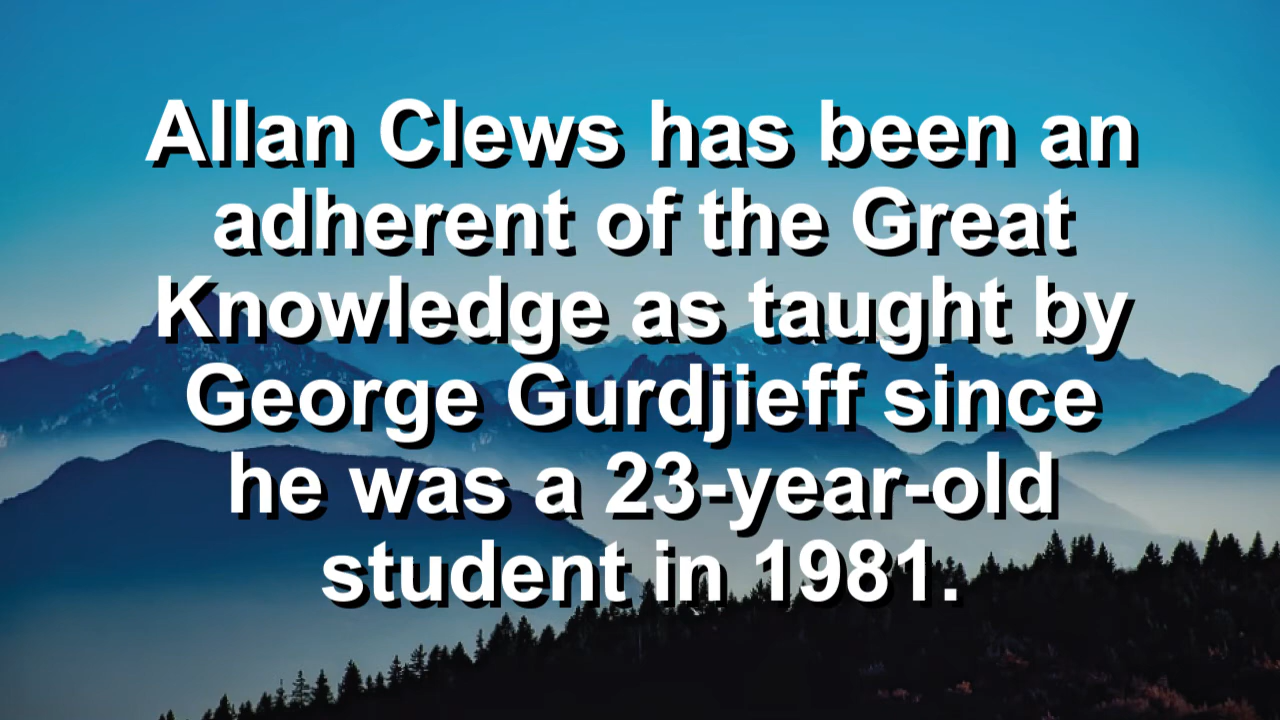 Allan Clews has been an
adherent of the Great
Knowledge as taught by
George Gurdjieff since
he was a 23-year-old
student in 1981.